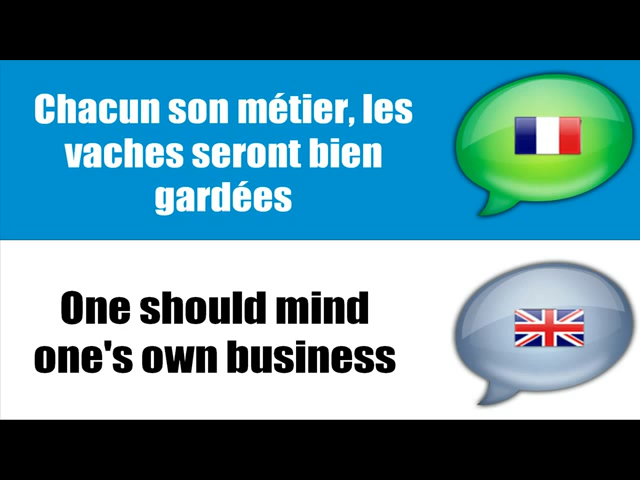 Chacun son métier, les
vaches seront bien
gardées
One should mind
one's own business